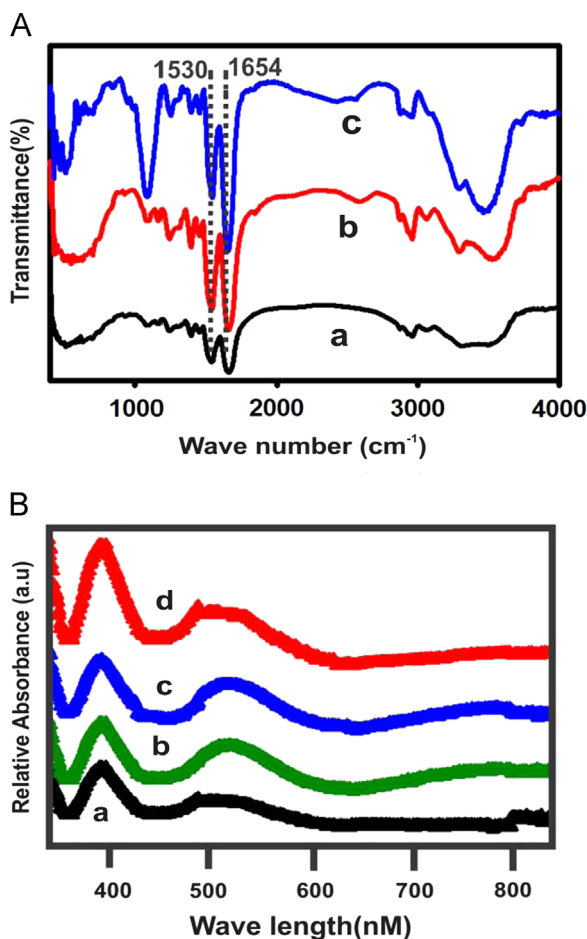 A
1530 1654
c
b
a
Transmittance(%)
1000 2000 3000 4000
Wave number (cm⁻¹)
B
d
c
b
a
Relative Absorbance (a.u)
400 500 600 700 800
Wave length(nM)